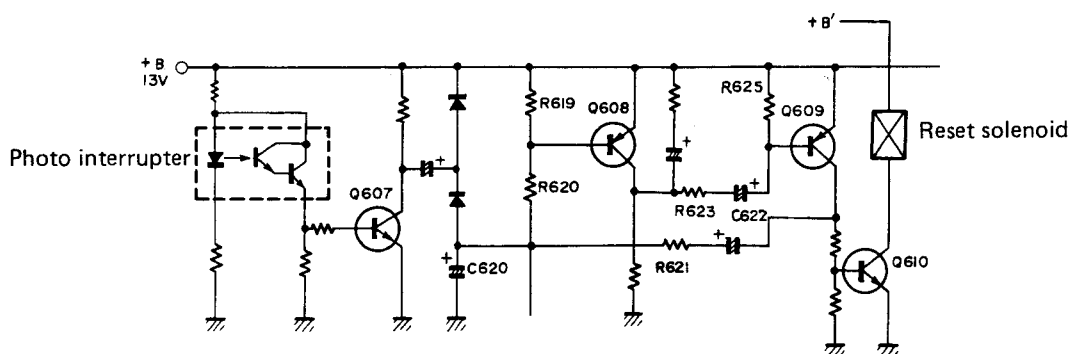 +B'
+B
13V
R619
Q608
R625
Q609
Reset solenoid
Photo interrupter
+
Q607
+
R620
+
R623
C622
+
C620
+
R621
Q610